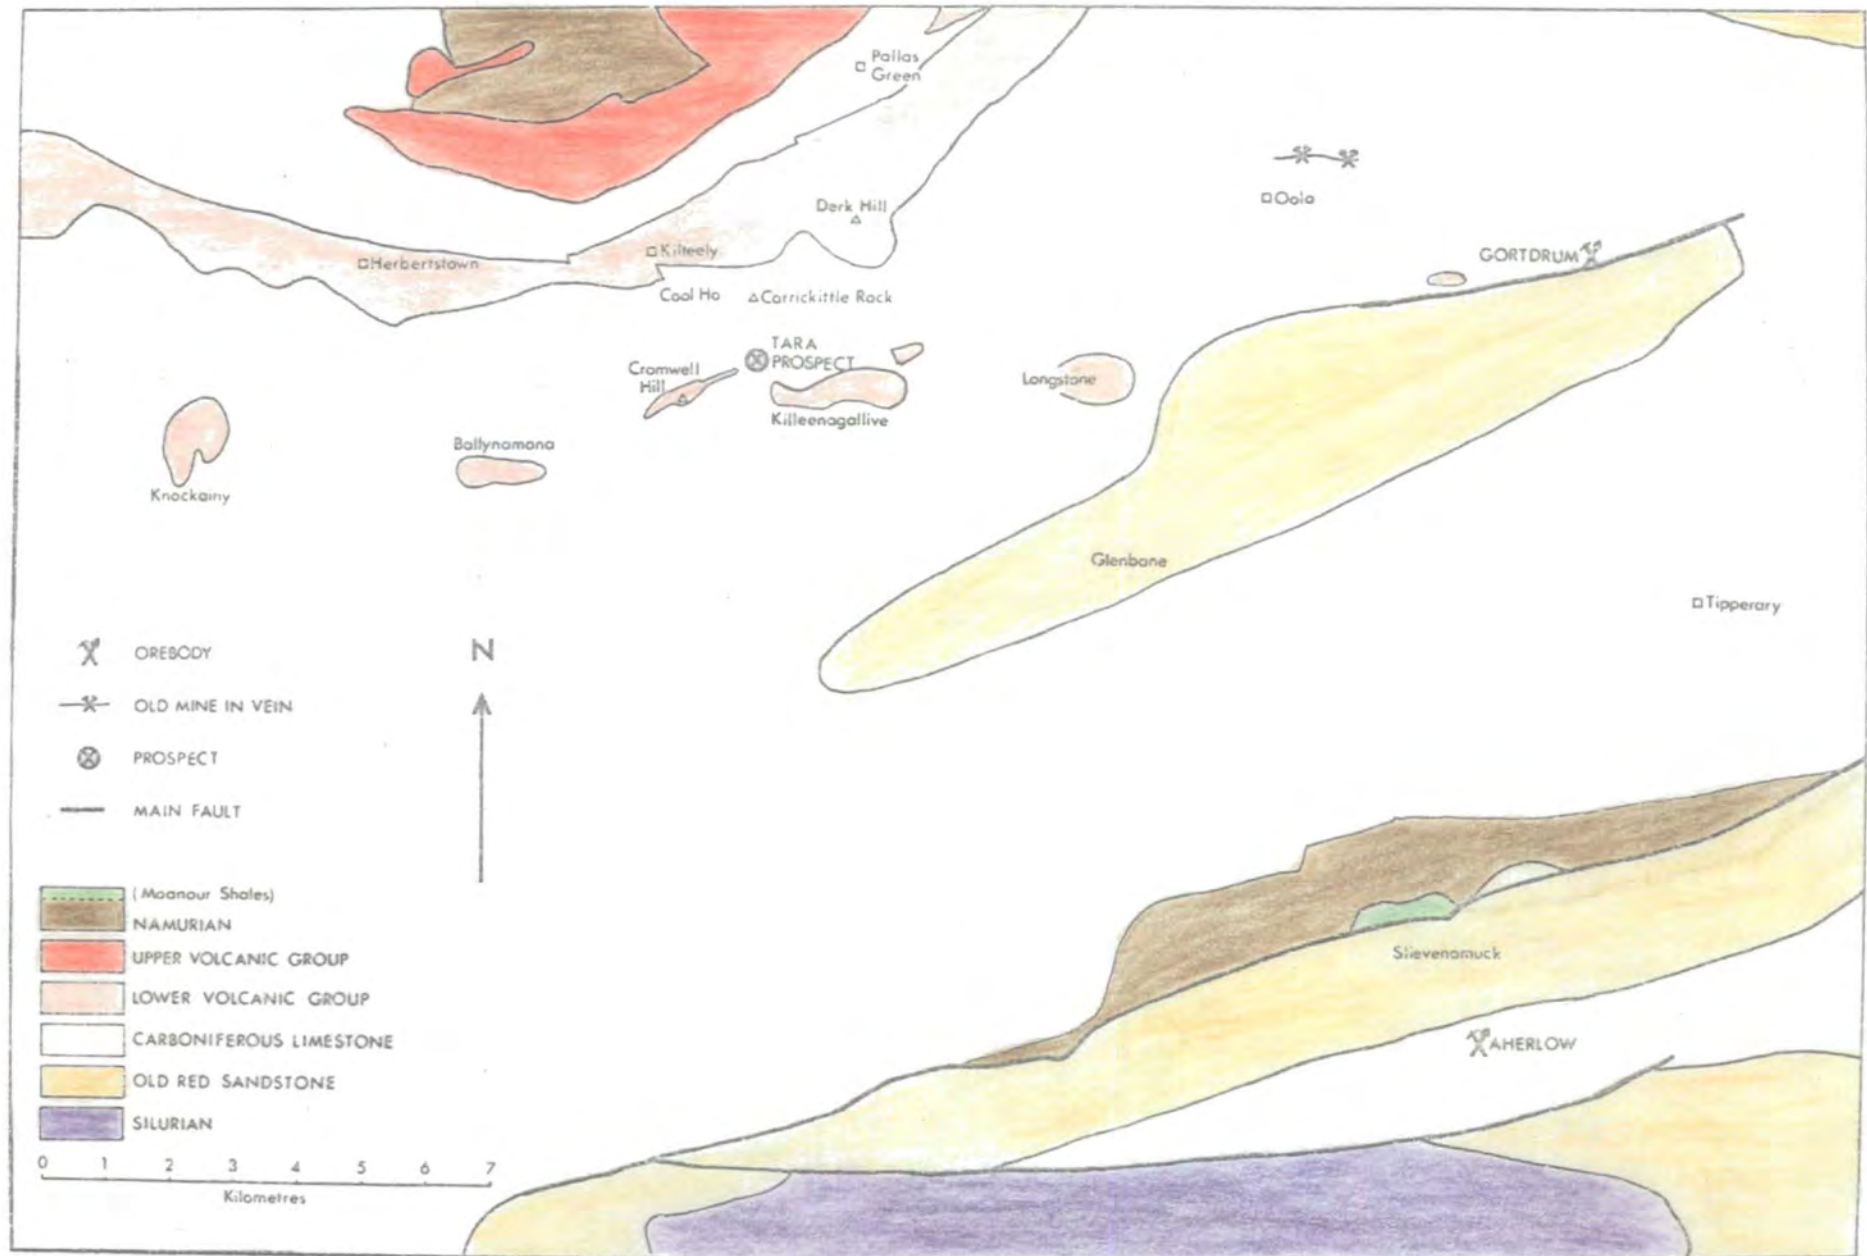 Pallas
Green
Oola
Derk Hill
Kilteely
Herbertstown
GORTDRUM
Cool Ho
Carrickittle Rock
TARA
PROSPECT
Cromwell
Hill
Longstone
Killeenagallive
Ballynamona
Knockainy
Glenbane
Tipperary
OREBODY
N
OLD MINE IN VEIN
PROSPECT
MAIN FAULT
(Moanour Shales)
NAMURIAN
UPPER VOLCANIC GROUP
LOWER VOLCANIC GROUP
CARBONIFEROUS LIMESTONE
OLD RED SANDSTONE
SILURIAN
Slievenamuck
AHERLOW
0 1 2 3 4 5 6 7
Kilometres